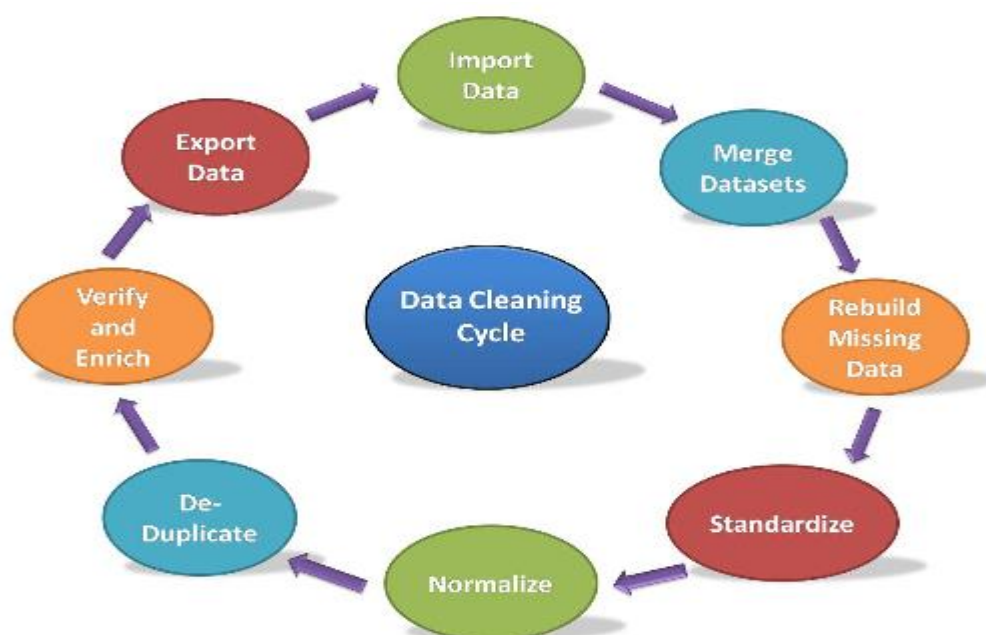 Import
Data
Merge
Datasets
Rebuild
Missing
Data
Standardize
Normalize
De-
Duplicate
Verify
and
Enrich
Export
Data
Data Cleaning
Cycle